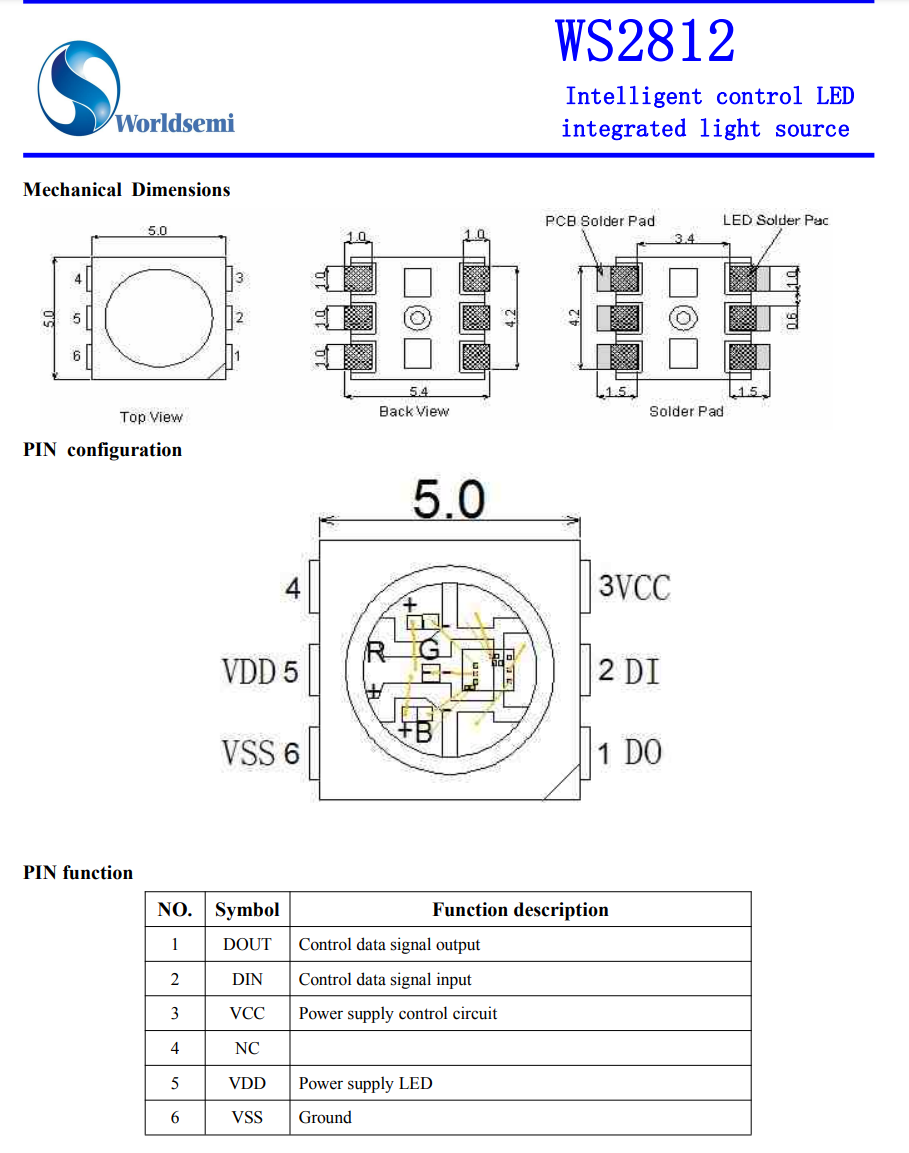 WS2812
Worldsemi
Intelligent control LED
integrated light source
Mechanical Dimensions
PCB Solder Pad LED Solder Pac
5.0 1.0 1.0 3.4
4 3 1.0 1.0
5.0 5 2 1.0 4.2 4.2 0.6
6 1 1.0
5.4 1.5 1.5
Top View Back View Solder Pad
PIN configuration
5.0
4 3VCC
+ -
R G
VDD 5 2 DI
+ -
+B
VSS 6 1 DO
PIN function
NO. Symbol Function description
1 DOUT Control data signal output
2 DIN Control data signal input
3 VCC Power supply control circuit
4 NC
5 VDD Power supply LED
6 VSS Ground